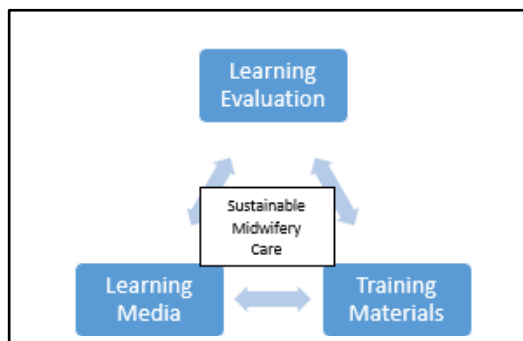 Learning
Evaluation
Sustainable
Midwifery
Care
Learning
Media
Training
Materials